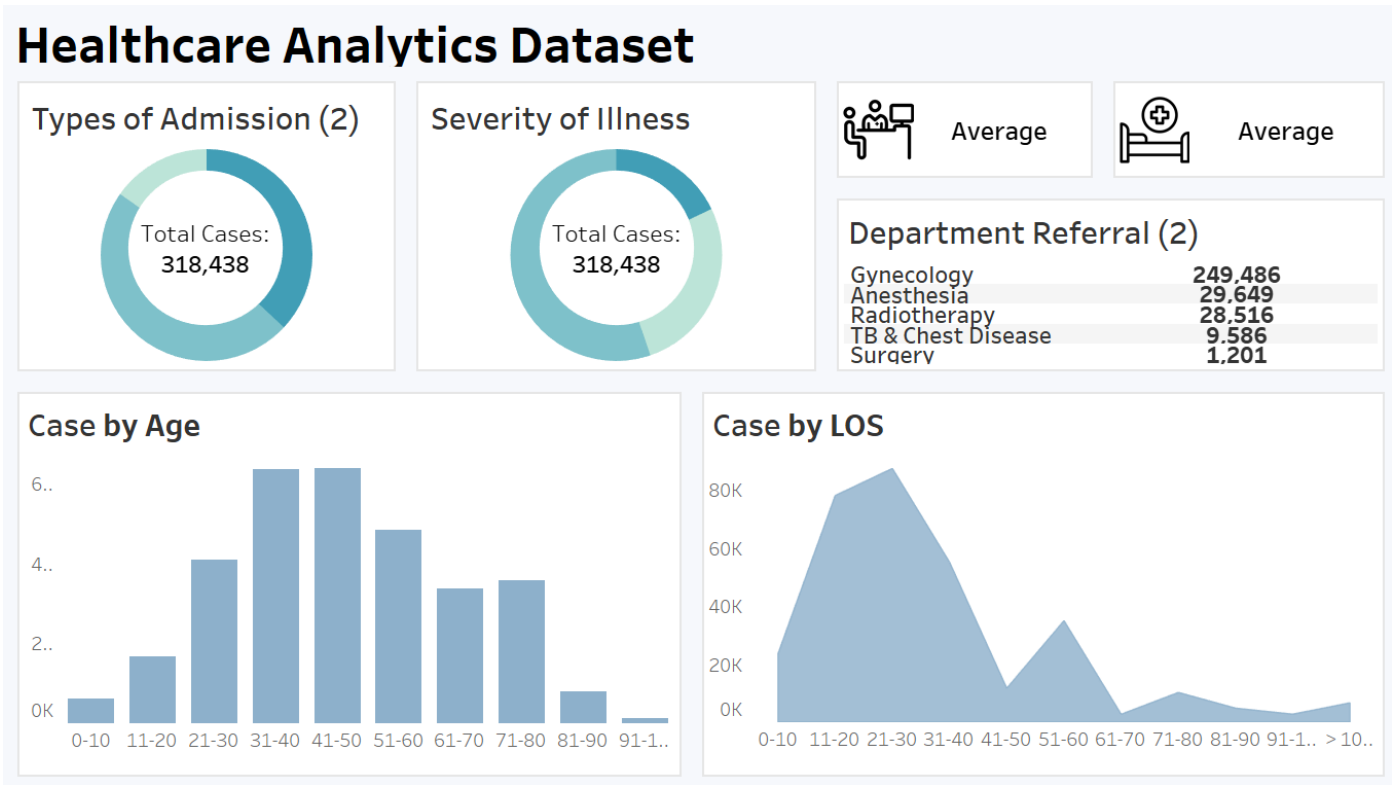 Healthcare Analytics Dataset
Types of Admission (2)
Total Cases:
318,438
Severity of Illness
Total Cases:
318,438
Average
Average
Department Referral (2)
Gynecology 249,486
Anesthesia 29,649
Radiotherapy 28,516
TB & Chest Disease 9,586
Surgery 1,201
Case by Age
6..
4..
2..
0K
0-10 11-20 21-30 31-40 41-50 51-60 61-70 71-80 81-90 91-1..
Case by LOS
80K
60K
40K
20K
0K
0-10 11-20 21-30 31-40 41-50 51-60 61-70 71-80 81-90 91-1.. > 10..